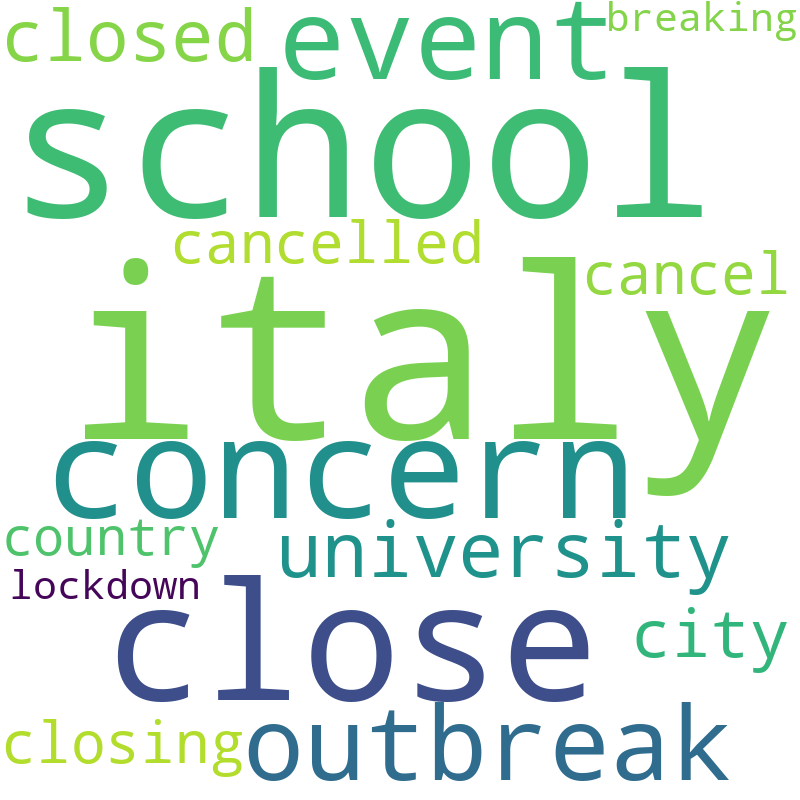 closed event breaking
school
cancelled cancel
italy
concern
country university
lockdown
close city
closing outbreak